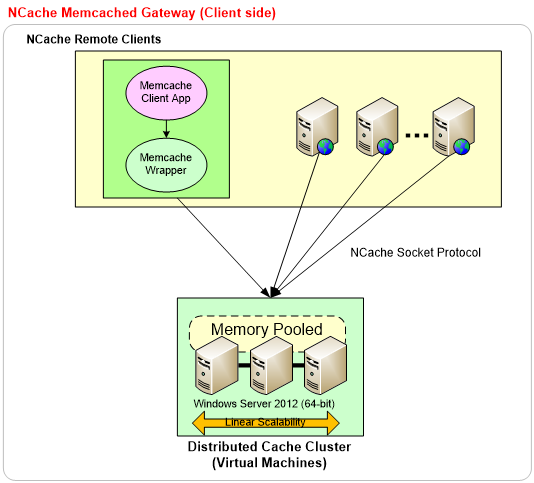 NCache Memcached Gateway (Client side)
NCache Remote Clients
Memcache
Client App
Memcache
Wrapper
NCache Socket Protocol
Memory Pooled
Windows Server 2012 (64-bit)
Linear Scalability
Distributed Cache Cluster
(Virtual Machines)